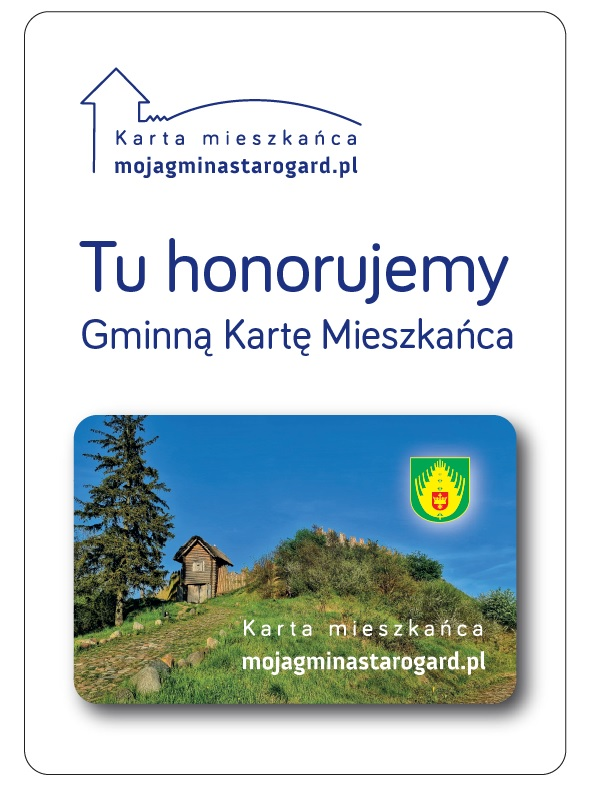 Karta mieszkańca
mojagminastarogard.pl
Tu honorujemy
Gminną Kartę Mieszkańca
Karta mieszkańca
mojagminastarogard.pl